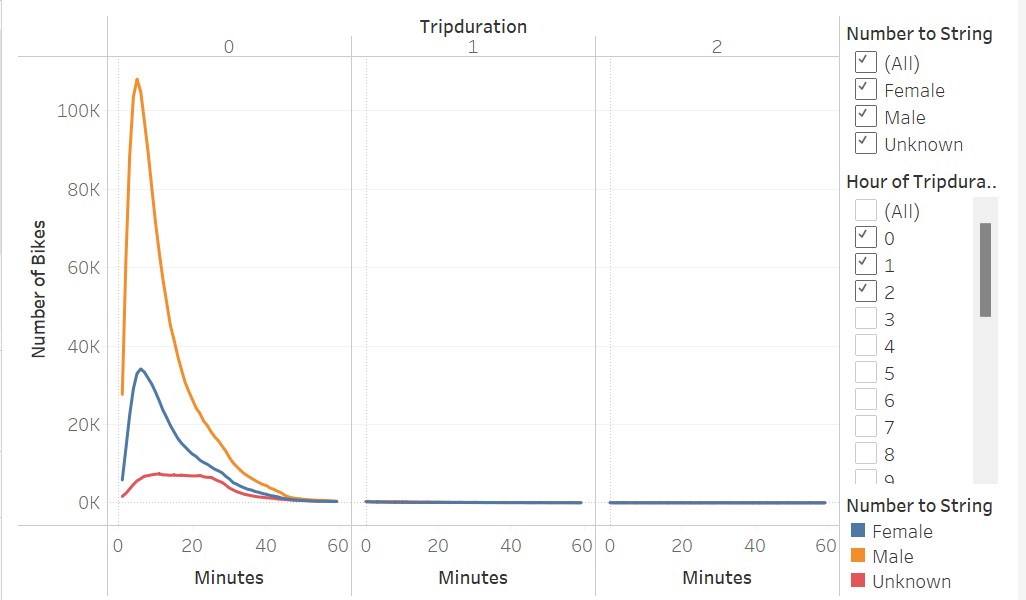 Tripduration
0 1 2
100K
80K
60K
40K
20K
0K
Number of Bikes
0 20 40 60 0 20 40 60 0 20 40 60
Minutes Minutes Minutes
Number to String
(All)
Female
Male
Unknown
Hour of Tripdura..
(All)
0
1
2
3
4
5
6
7
8
9
Number to String
Female
Male
Unknown